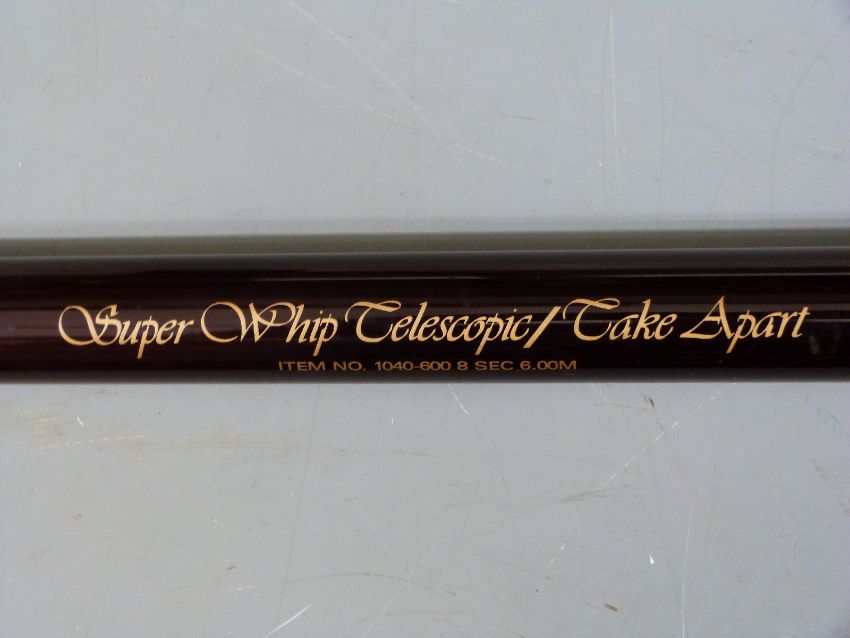 Super Whip Telescopic/Take Apart
ITEM NO. 1040-600 8 SEC 6.00M